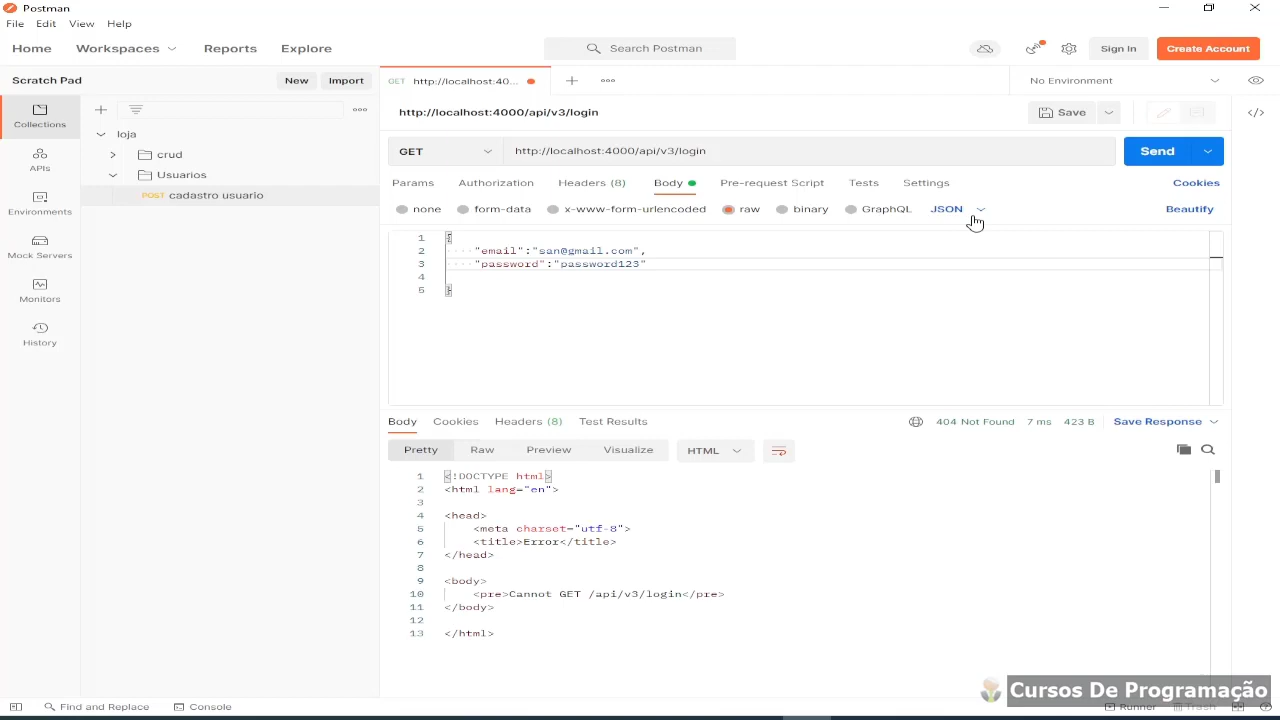 Postman
File Edit View Help
Home Workspaces Reports Explore Search Postman Sign In Create Account
Scratch Pad New Import GET http://localhost:40... No Environment
Collections
APIs
Environments
Mock Servers
Monitors
History
loja
crud
Usuarios
POST cadastro usuario
http://localhost:4000/api/v3/login Save
GET http://localhost:4000/api/v3/login Send
Params Authorization Headers (8) Body Pre-request Script Tests Settings Cookies
none form-data x-www-form-urlencoded raw binary GraphQL JSON Beautify
1 {
2 "email":"san@gmail.com",
3 "password":"password123"
4
5 }
Body Cookies Headers (8) Test Results 404 Not Found 7 ms 423 B Save Response
Pretty Raw Preview Visualize HTML
1 <!DOCTYPE html>
2 <html lang="en">
3
4 <head>
5 <meta charset="utf-8">
6 <title>Error</title>
7 </head>
8
9 <body>
10 <pre>Cannot GET /api/v3/login</pre>
11 </body>
12
13 </html>
Cursos De Programação
Find and Replace Console Runner Trash